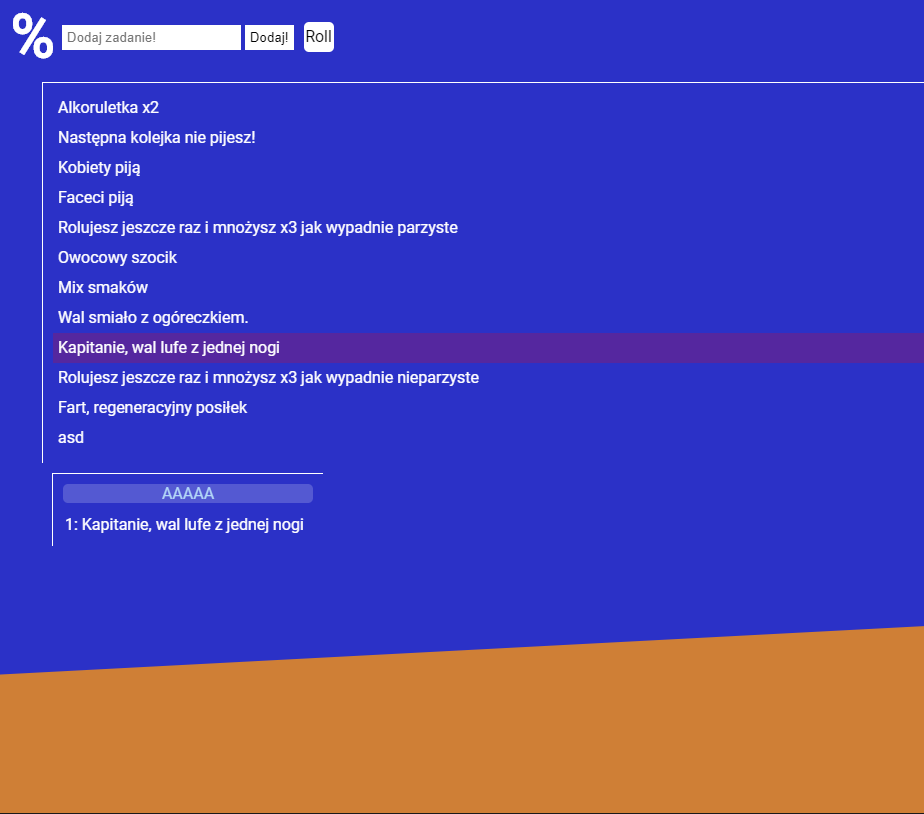 %
Dodaj zadanie! Dodaj! Roll
Alkoruletka x2
Następna kolejka nie pijesz!
Kobiety piją
Faceci piją
Rolujesz jeszcze raz i mnożysz x3 jak wypadnie parzyste
Owocowy szocik
Mix smaków
Wal smiało z ogóreczkiem.
Kapitanie, wal lufe z jednej nogi
Rolujesz jeszcze raz i mnożysz x3 jak wypadnie nieparzyste
Fart, regeneracyjny posiłek
asd
AAAAA
1: Kapitanie, wal lufe z jednej nogi